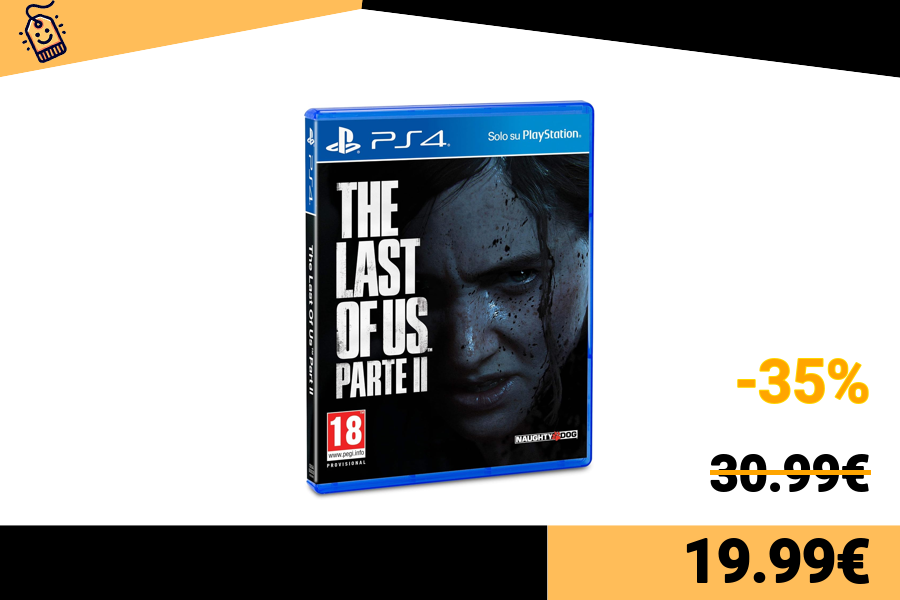 PS4
Solo su PlayStation
PS4
THE
LAST
OF US
PARTE II
The Last Of Us™ Part II
18
www.pegi.info
PROVISIONAL
NAUGHTY DOG
-35%
30.99€
19.99€